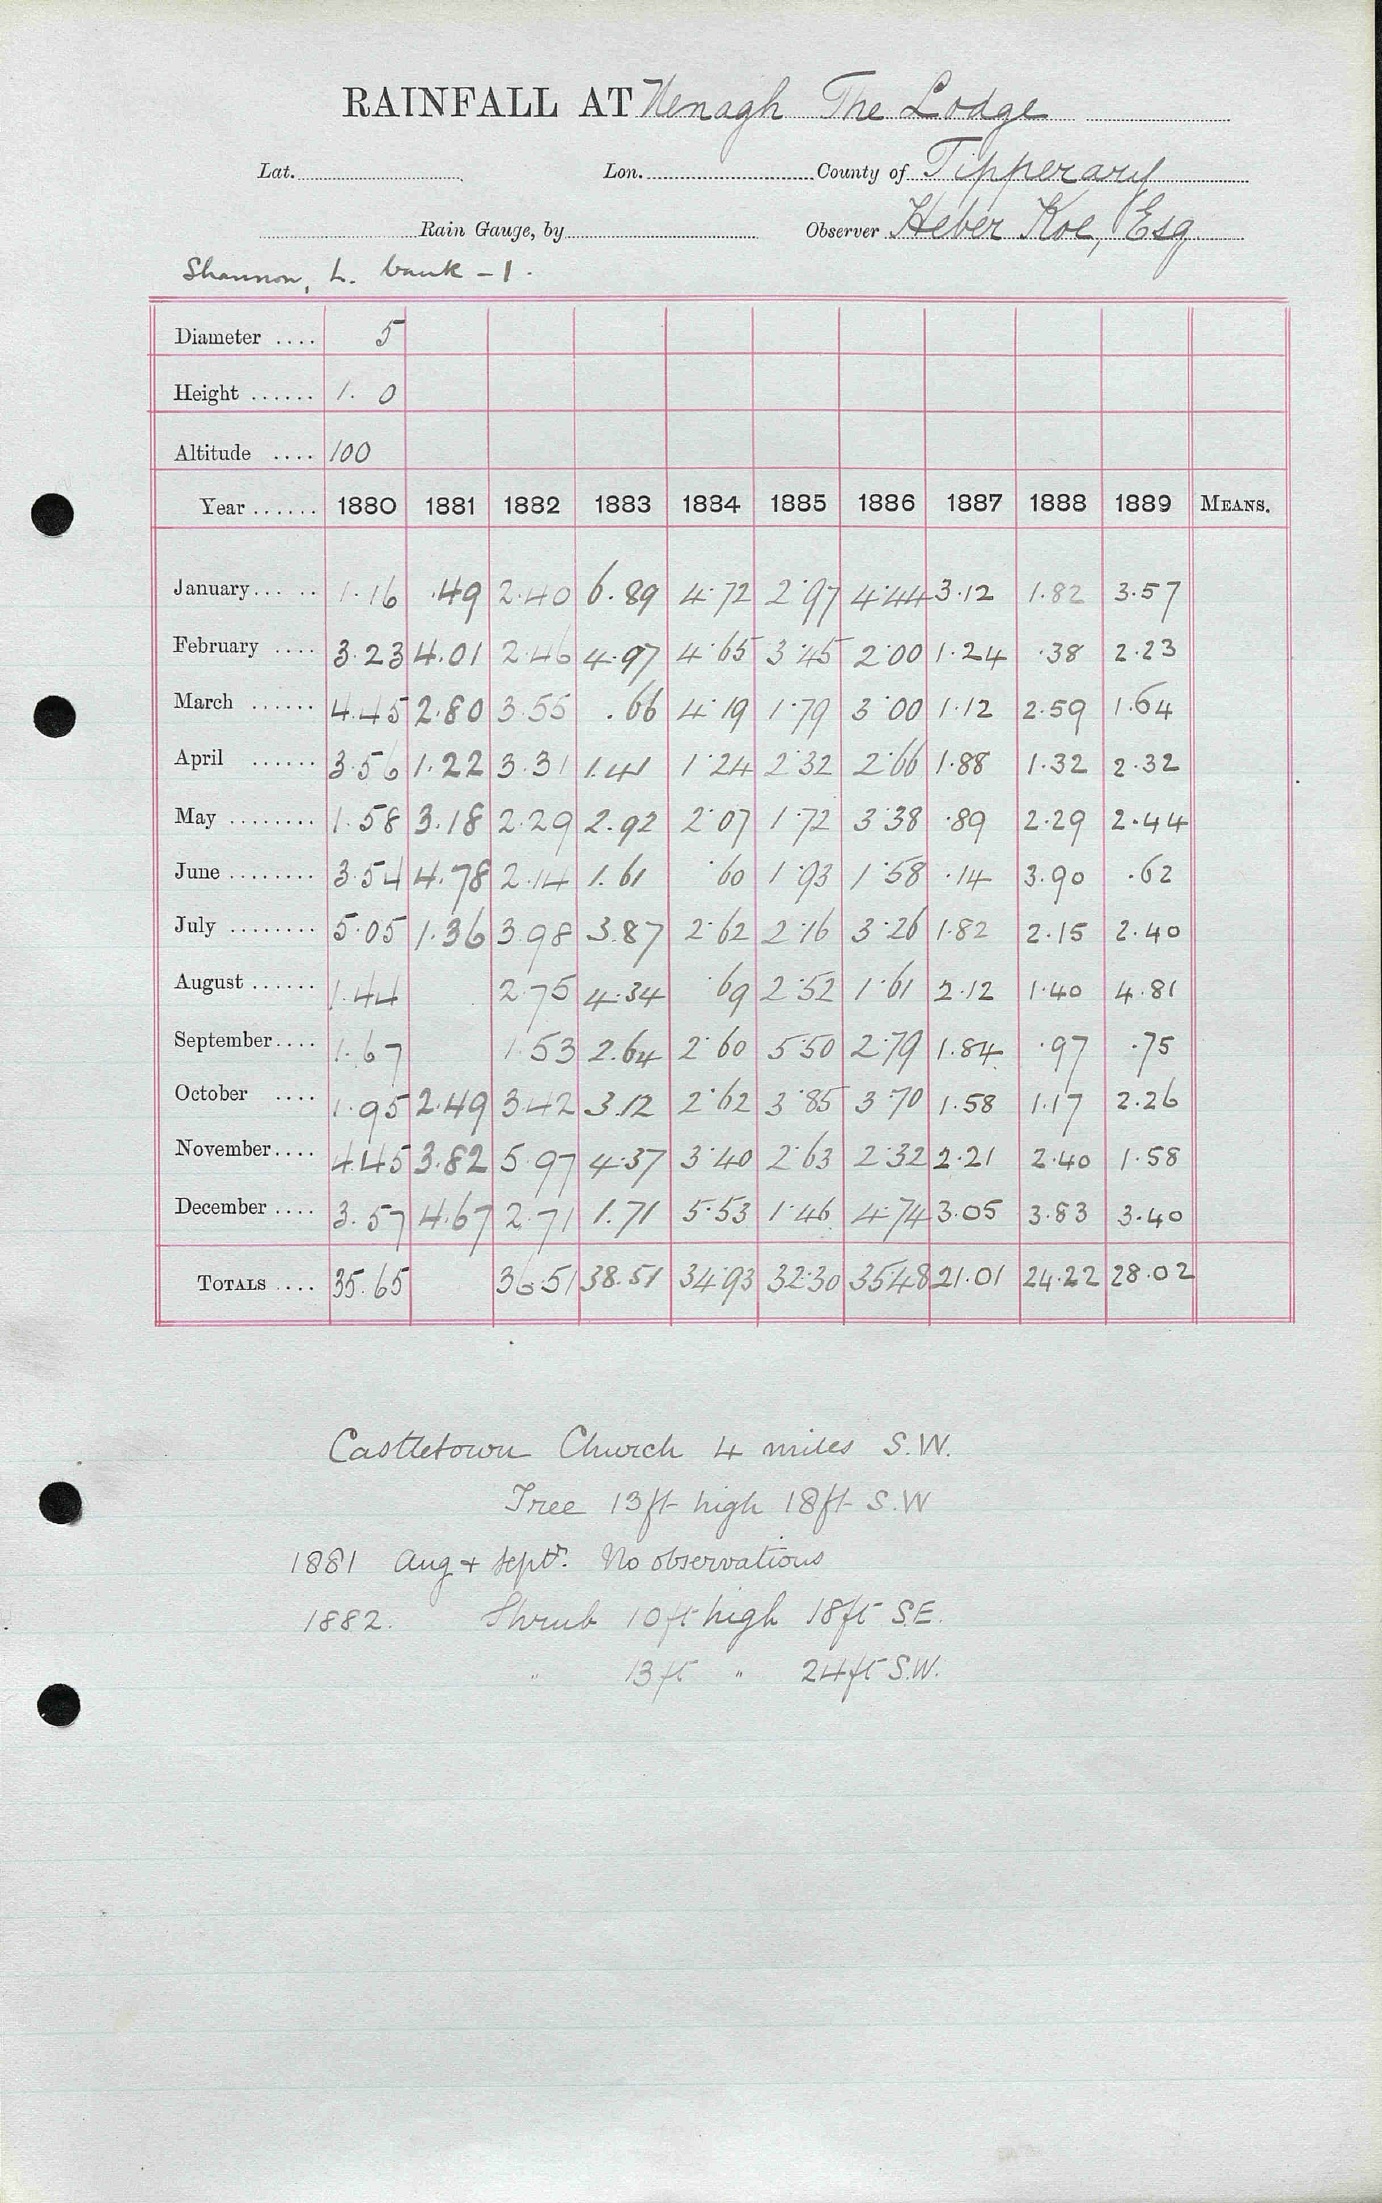 RAINFALL AT Nenagh The Lodge
Lat. Lon. County of Tipperary
Rain Gauge, by Observer Heber Koe, Esq
Shannon, L. bank - 1.
Diameter .... 5
Height ...... 1. 0
Altitude .... 100
Year ...... 1880 1881 1882 1883 1884 1885 1886 1887 1888 1889 MEANS.
January... .. 1.16 .49 2.40 6.89 4.72 2.97 4.44 3.12 1.82 3.57
February .... 3.23 4.01 2.46 4.97 4.65 3.45 2.00 1.24 .38 2.23
March ...... 4.45 2.80 3.55 .66 4.19 1.79 3.00 1.12 2.59 1.64
April ...... 3.56 1.22 3.31 1.41 1.24 2.32 2.66 1.88 1.32 2.32
May ........ 1.58 3.18 2.29 2.92 2.07 1.72 3.38 .89 2.29 2.44
June ........ 3.54 4.78 2.14 1.61 .60 1.93 1.58 .14 3.90 .62
July ........ 5.05 1.36 3.98 3.87 2.62 2.16 3.26 1.82 2.15 2.40
August ...... 1.44 2.75 4.34 .69 2.52 1.61 2.12 1.40 4.81
September.... 1.67 1.53 2.64 2.60 5.50 2.79 1.84 .97 .75
October .... 1.95 2.49 3.42 3.12 2.62 3.85 3.70 1.58 1.17 2.26
November.... 4.45 3.82 5.97 4.37 3.40 2.63 2.32 2.21 2.40 1.58
December .... 3.57 4.67 2.71 1.71 5.53 1.46 4.74 3.05 3.83 3.40
TOTALS .... 35.65 36.51 38.51 34.93 32.30 35.48 21.01 24.22 28.02
Castletown Church 4 miles S.W.
Tree 13ft high 18ft S.W
1881 Aug + Septr. No observations
1882. Shrub 10ft high 18ft S.E.
" 13ft " 24ft S.W.